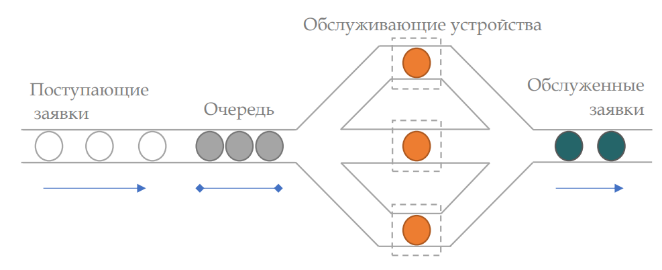 Обслуживающие устройства
Поступающие
заявки
Очередь
Обслуженные
заявки